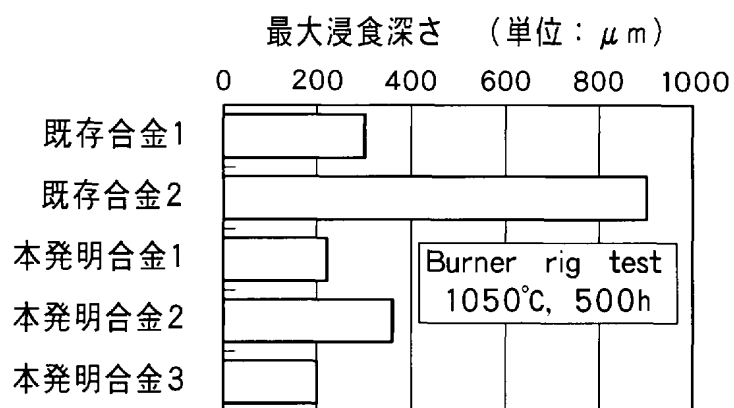 最大浸食深さ （単位：μm）
0 200 400 600 800 1000
既存合金1
既存合金2
本発明合金1
Burner rig test
1050℃, 500h
本発明合金2
本発明合金3